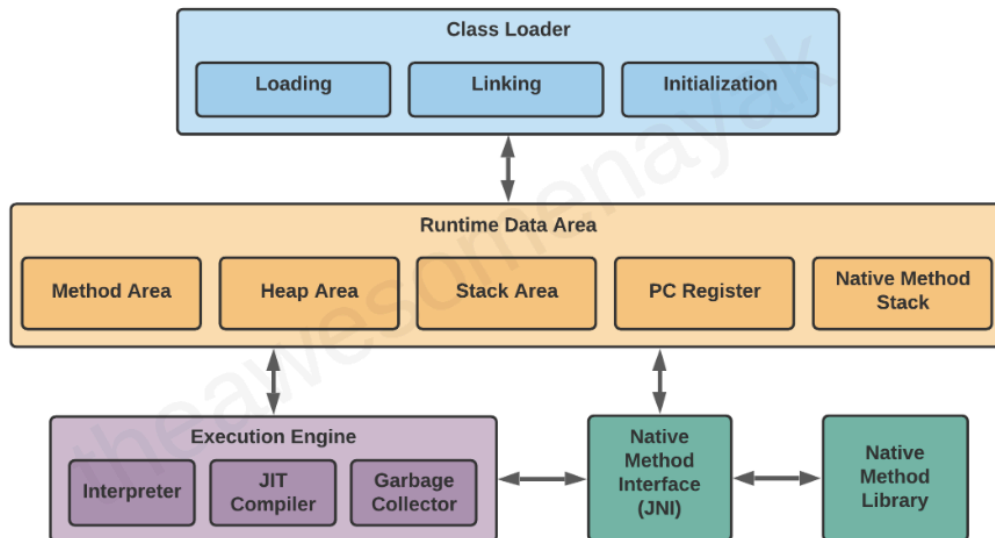 Class Loader
Loading
Linking
Initialization
Runtime Data Area
Method Area
Heap Area
Stack Area
PC Register
Native Method
Stack
Execution Engine
Interpreter
JIT
Compiler
Garbage
Collector
Native
Method
Interface
(JNI)
Native
Method
Library
theawesomenayak